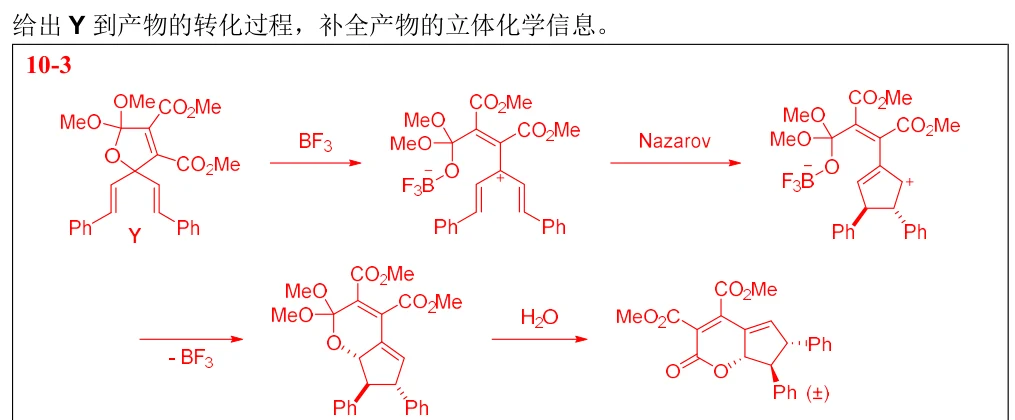 给出 Y 到产物的转化过程，补全产物的立体化学信息。
10-3
OMe
MeO
CO2Me
O
CO2Me
Ph
Ph
Y
BF3
OMe
MeO
CO2Me
CO2Me
F3B
−
O
+
Ph
Ph
Nazarov
OMe
MeO
CO2Me
CO2Me
F3B
−
O
+
Ph
Ph
- BF3
MeO
MeO
CO2Me
CO2Me
O
Ph
Ph
H2O
CO2Me
MeO2C
O
O
Ph
Ph (±)